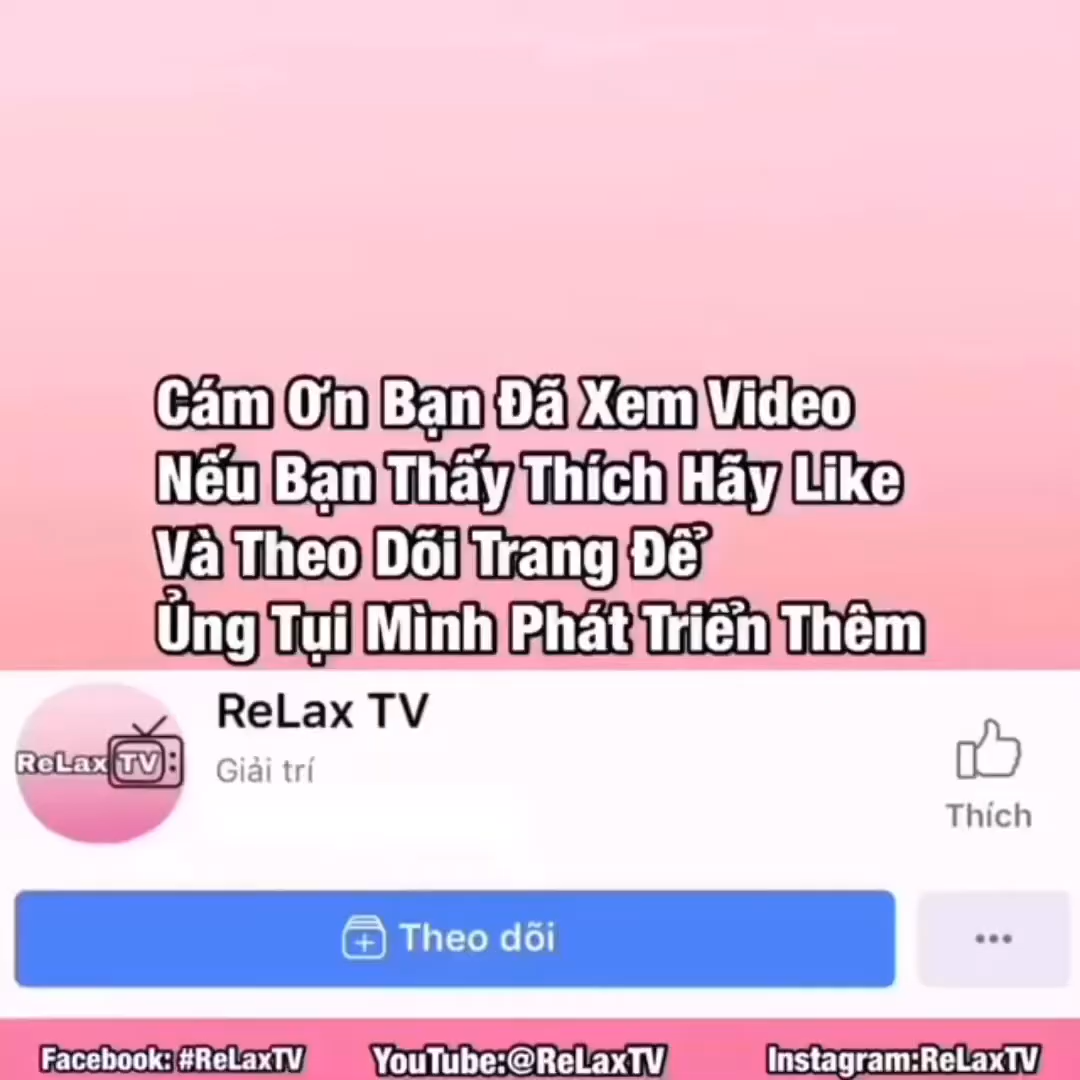 Cám Ơn Bạn Đã Xem Video
Nếu Bạn Thấy Thích Hãy Like
Và Theo Dõi Trang Để
Ủng Tụi Mình Phát Triển Thêm
ReLax TV
ReLax TV
Giải trí
Thích
Theo dõi
Facebook: #ReLaxTV
YouTube:@ReLaxTV
Instagram:ReLaxTV